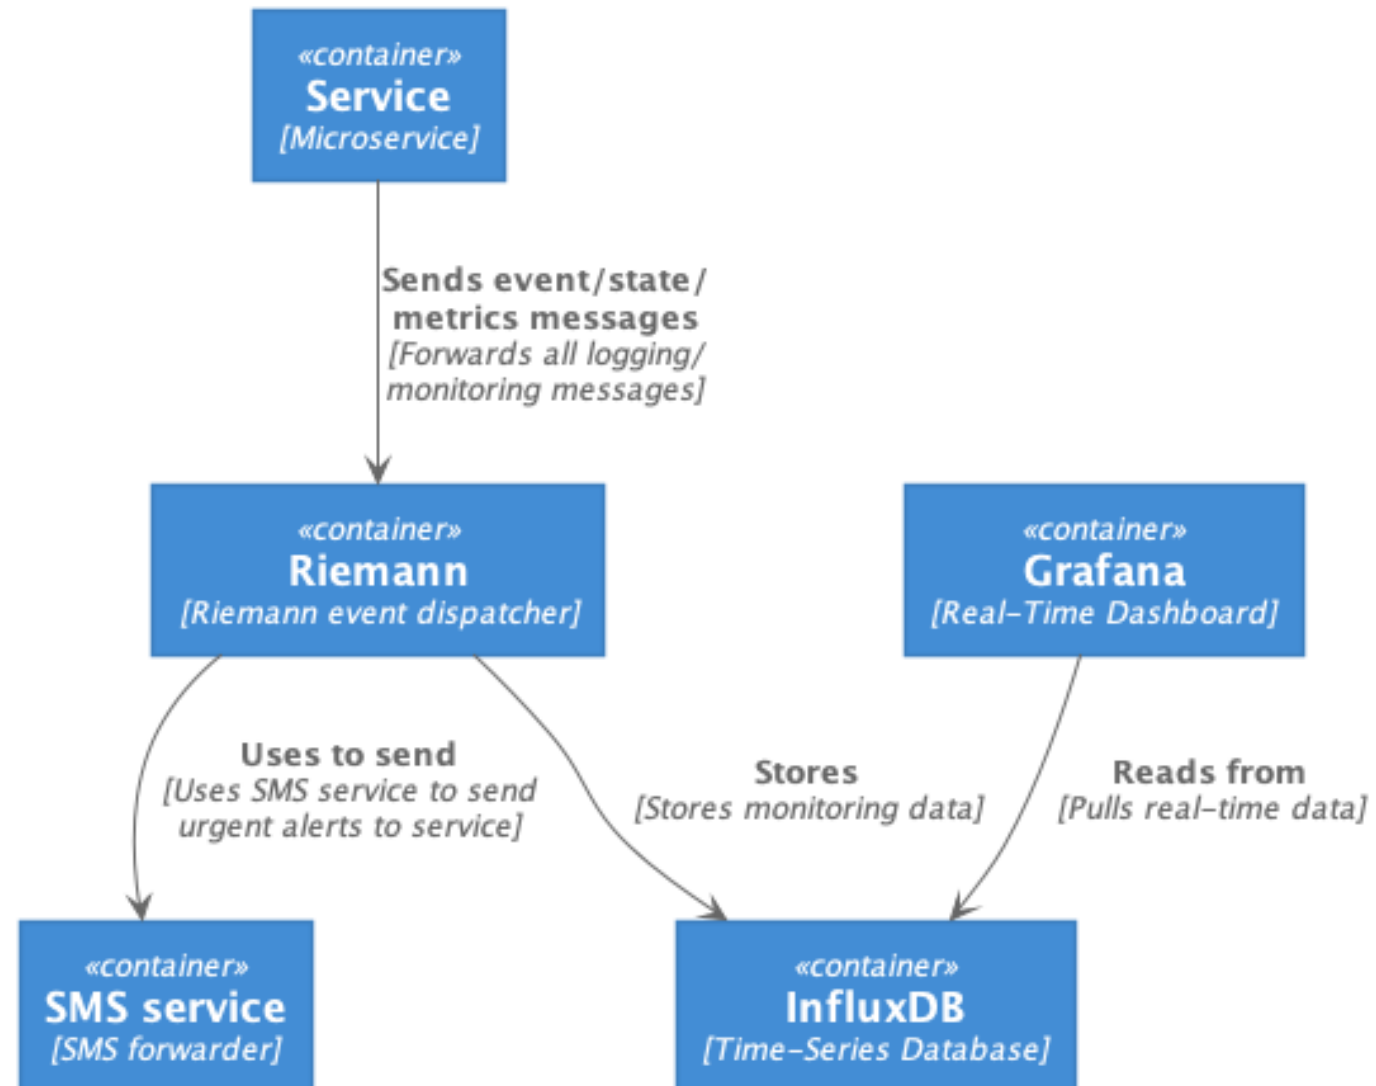 «container»
Service
[Microservice]
Sends event/state/
metrics messages
[Forwards all logging/
monitoring messages]
«container»
Riemann
[Riemann event dispatcher]
«container»
Grafana
[Real-Time Dashboard]
Uses to send
[Uses SMS service to send
urgent alerts to service]
Stores
[Stores monitoring data]
Reads from
[Pulls real-time data]
«container»
SMS service
[SMS forwarder]
«container»
InfluxDB
[Time-Series Database]